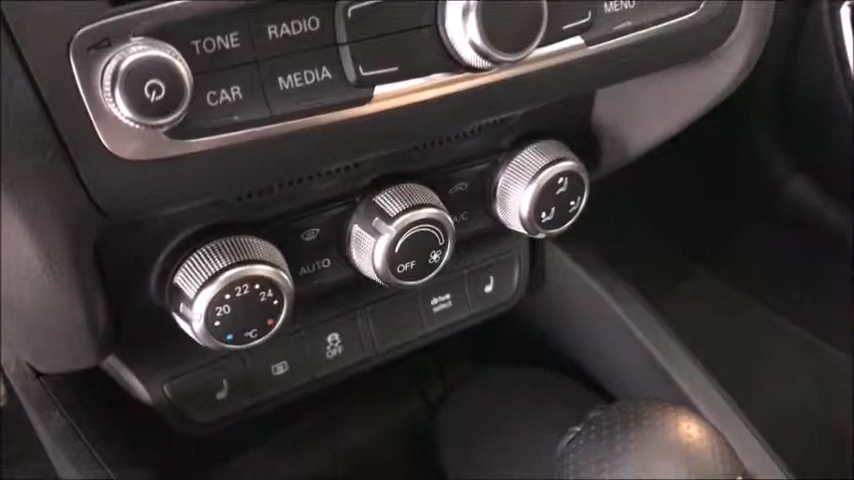 TONE
RADIO
MENU
CAR
MEDIA
A/C
AUTO
OFF
20 22 24
°C
drive
select
OFF